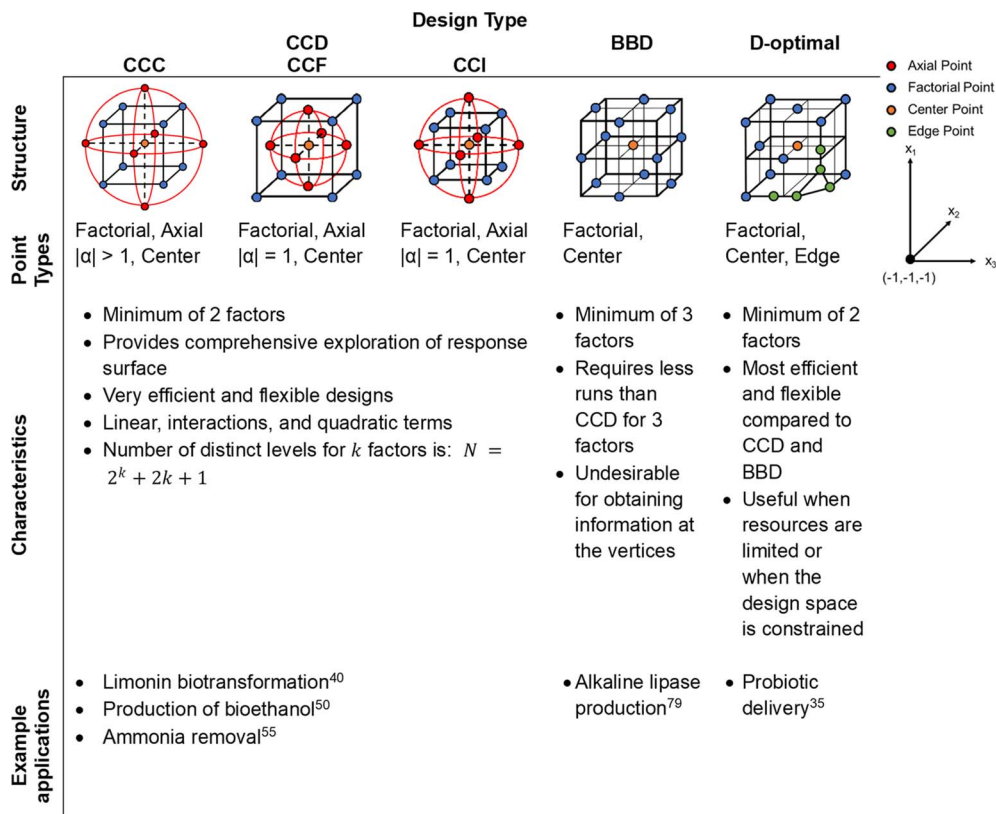 Design Type
CCD
BBD
D-optimal
CCC
CCF
CCI
Axial Point
Factorial Point
Center Point
Edge Point
Structure
x₁
x₂
x₃
(-1,-1,-1)
Point
Types
Factorial, Axial
|α| > 1, Center
Factorial, Axial
|α| = 1, Center
Factorial, Axial
|α| = 1, Center
Factorial,
Center
Factorial,
Center, Edge
Characteristics
• Minimum of 2 factors
• Provides comprehensive exploration of response
surface
• Very efficient and flexible designs
• Linear, interactions, and quadratic terms
• Number of distinct levels for k factors is: N =
2ᵏ + 2k + 1
• Minimum of 3
factors
• Requires less
runs than
CCD for 3
factors
• Undesirable
for obtaining
information at
the vertices
• Minimum of 2
factors
• Most efficient
and flexible
compared to
CCD and
BBD
• Useful when
resources are
limited or
when the
design space
is constrained
Example
applications
• Limonin biotransformation⁴⁰
• Production of bioethanol⁵⁰
• Ammonia removal⁵⁵
• Alkaline lipase
production⁷⁹
• Probiotic
delivery³⁵